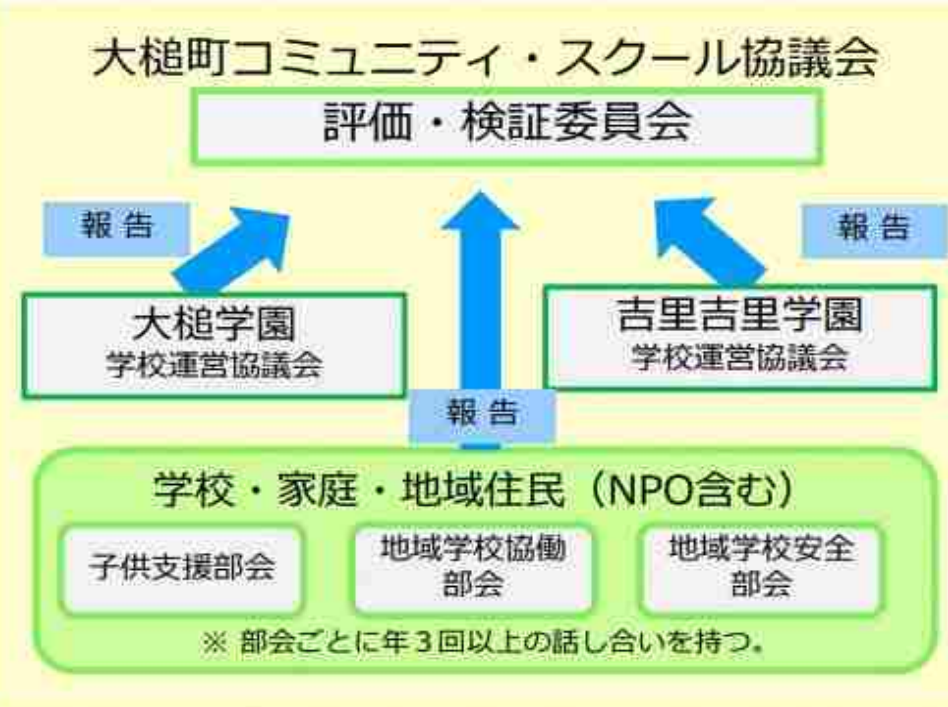 大槌町コミュニティ・スクール協議会
評価・検証委員会
報告
報告
大槌学園
学校運営協議会
吉里吉里学園
学校運営協議会
報告
学校・家庭・地域住民（NPO含む）
子供支援部会
地域学校協働
部会
地域学校安全
部会
※ 部会ごとに年３回以上の話し合いを持つ。